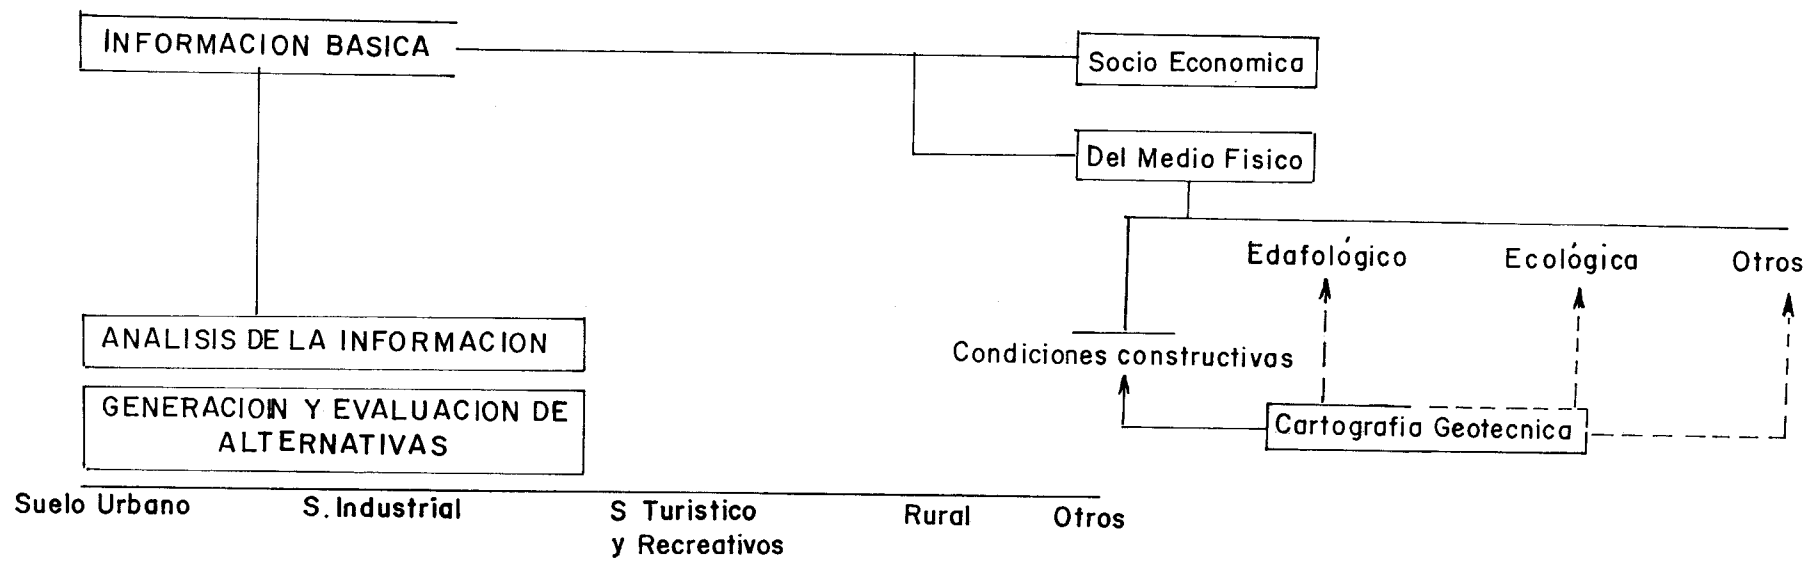 INFORMACION BASICA
Socio Economica
Del Medio Fisico
Edafológico
Ecológica
Otros
ANALISIS DE LA INFORMACION
Condiciones constructivas
GENERACION Y EVALUACION DE
ALTERNATIVAS
Cartografia Geotecnica
Suelo Urbano
S. Industrial
S Turistico
y Recreativos
Rural
Otros